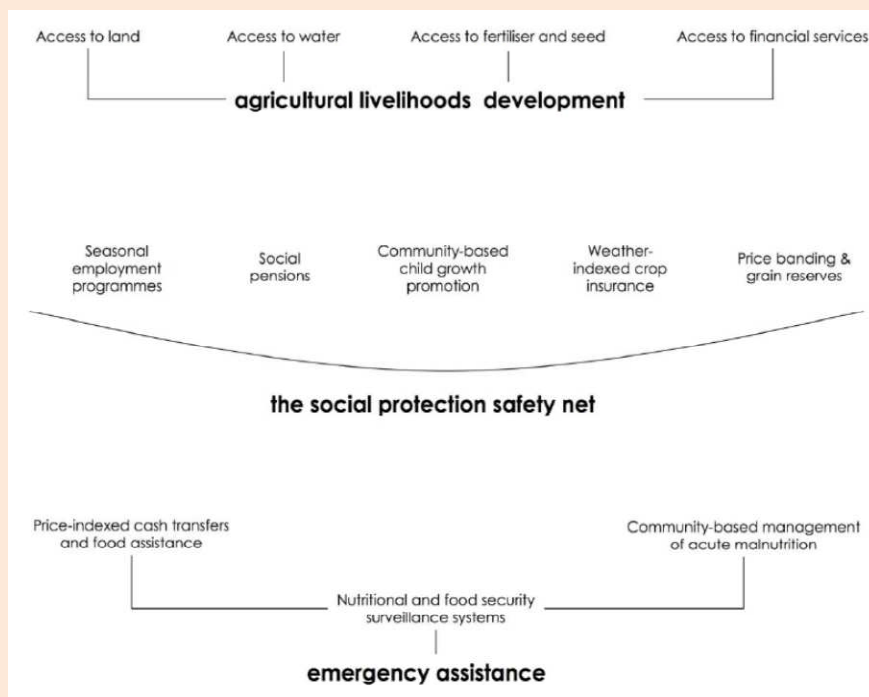 Access to land
Access to water
Access to fertiliser and seed
Access to financial services
agricultural livelihoods development
Seasonal
employment
programmes
Social
pensions
Community-based
child growth
promotion
Weather-
indexed crop
insurance
Price banding &
grain reserves
the social protection safety net
Price-indexed cash transfers
and food assistance
Community-based management
of acute malnutrition
Nutritional and food security
surveillance systems
emergency assistance